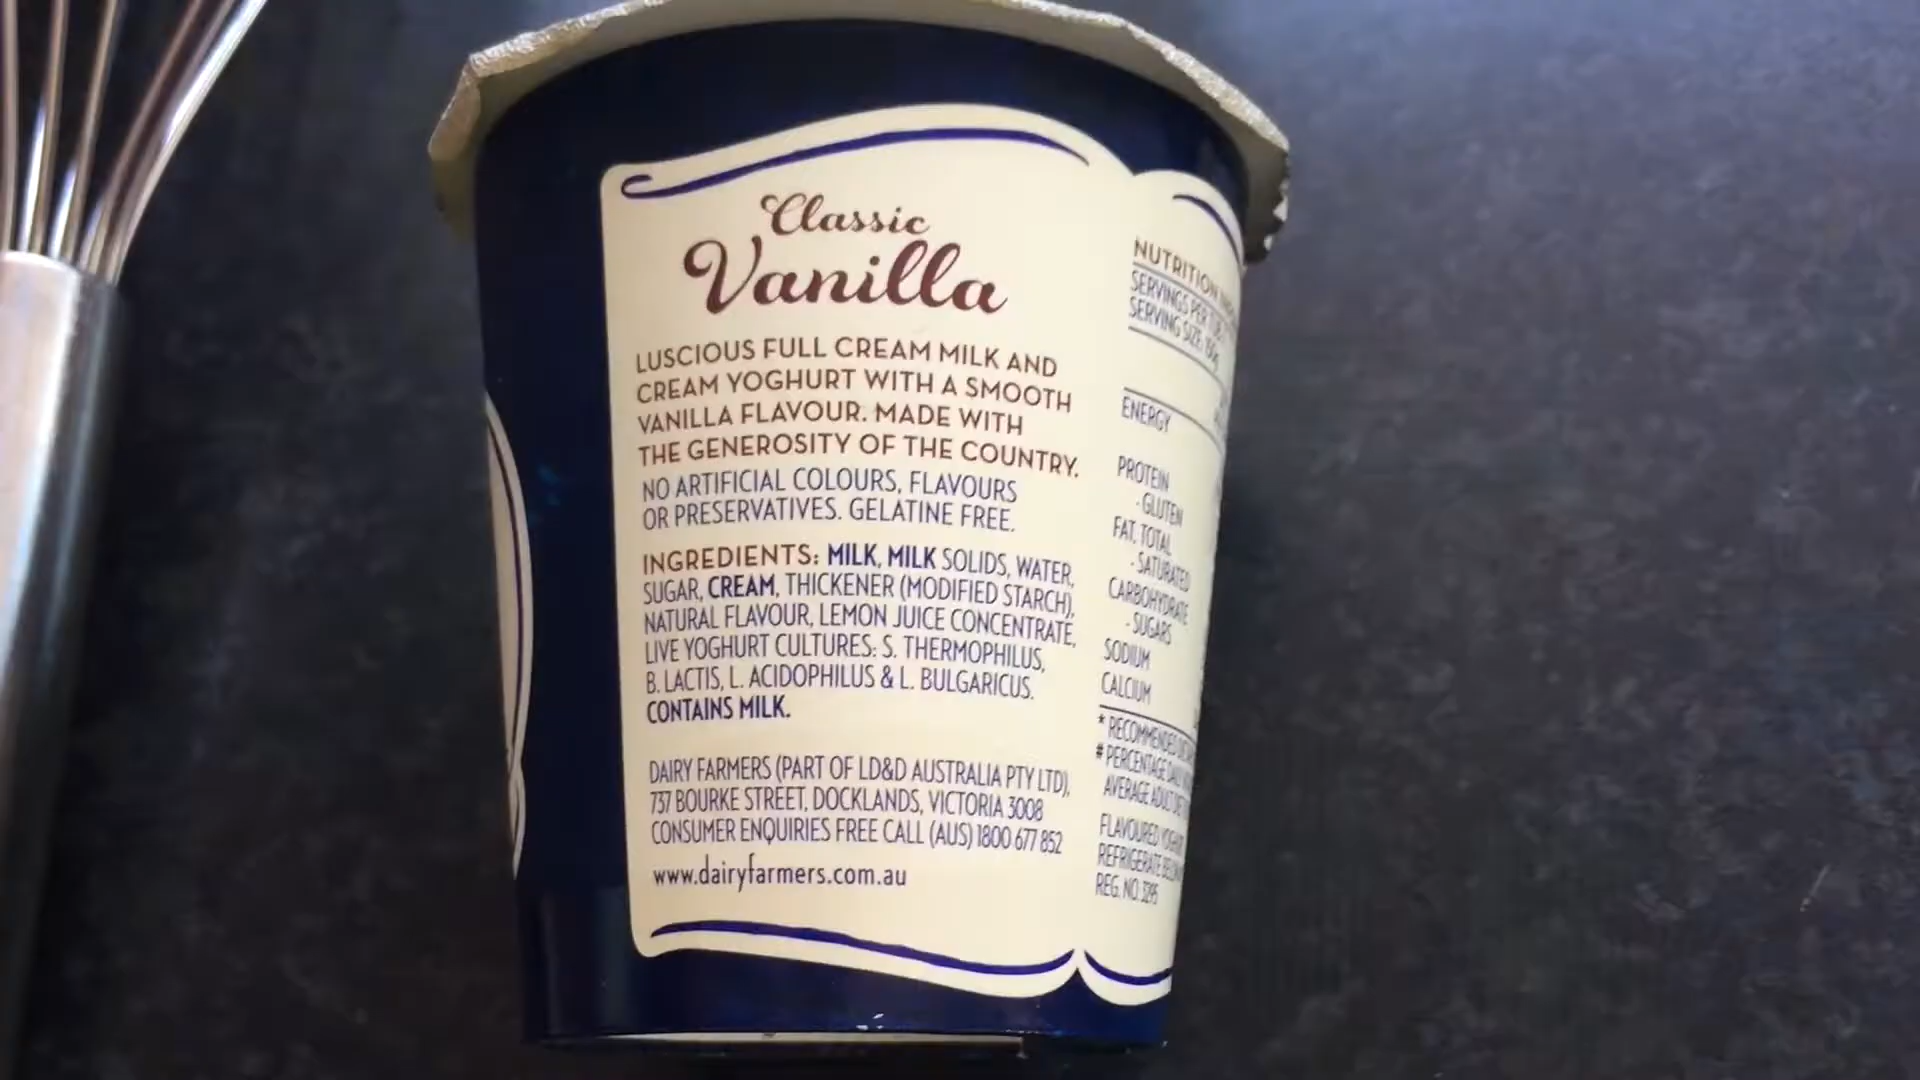 Classic
Vanilla
LUSCIOUS FULL CREAM MILK AND
CREAM YOGHURT WITH A SMOOTH
VANILLA FLAVOUR. MADE WITH
THE GENEROSITY OF THE COUNTRY.
NO ARTIFICIAL COLOURS, FLAVOURS
OR PRESERVATIVES. GELATINE FREE.
INGREDIENTS: MILK, MILK SOLIDS, WATER,
SUGAR, CREAM, THICKENER (MODIFIED STARCH),
NATURAL FLAVOUR, LEMON JUICE CONCENTRATE,
LIVE YOGHURT CULTURES: S. THERMOPHILUS,
B. LACTIS, L. ACIDOPHILUS & L. BULGARICUS.
CONTAINS MILK.
DAIRY FARMERS (PART OF LD&D AUSTRALIA PTY LTD),
737 BOURKE STREET, DOCKLANDS, VICTORIA 3008
CONSUMER ENQUIRIES FREE CALL (AUS) 1800 677 852
www.dairyfarmers.com.au
NUTRITION
SERVINGS PER
SERVING SIZE:
ENERGY
PROTEIN
- GLUTEN
FAT, TOTAL
- SATURATED
CARBOHYDRATE
- SUGARS
SODIUM
CALCIUM
* RECOMMENDED
# PERCENTAGE
AVERAGE ADULT
FLAVOURED
REFRIGERATE
REG. NO. 3295